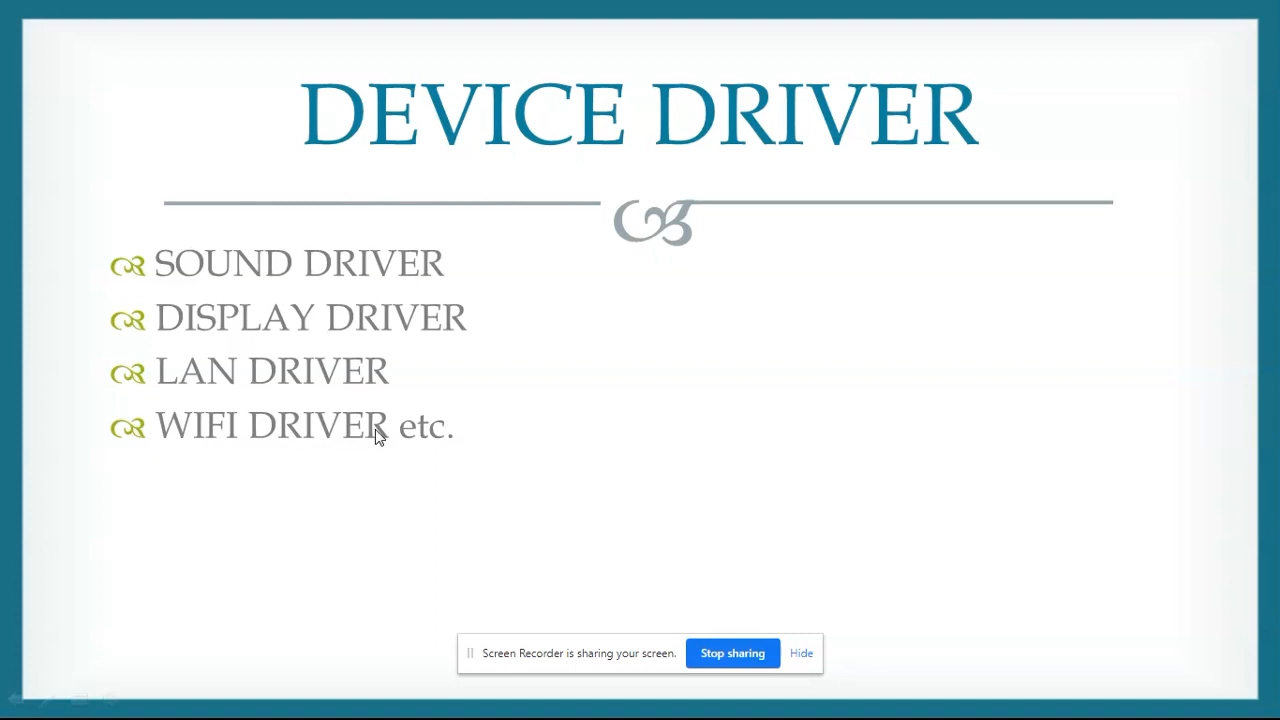 DEVICE DRIVER
SOUND DRIVER
DISPLAY DRIVER
LAN DRIVER
WIFI DRIVER etc.
Screen Recorder is sharing your screen. Stop sharing Hide